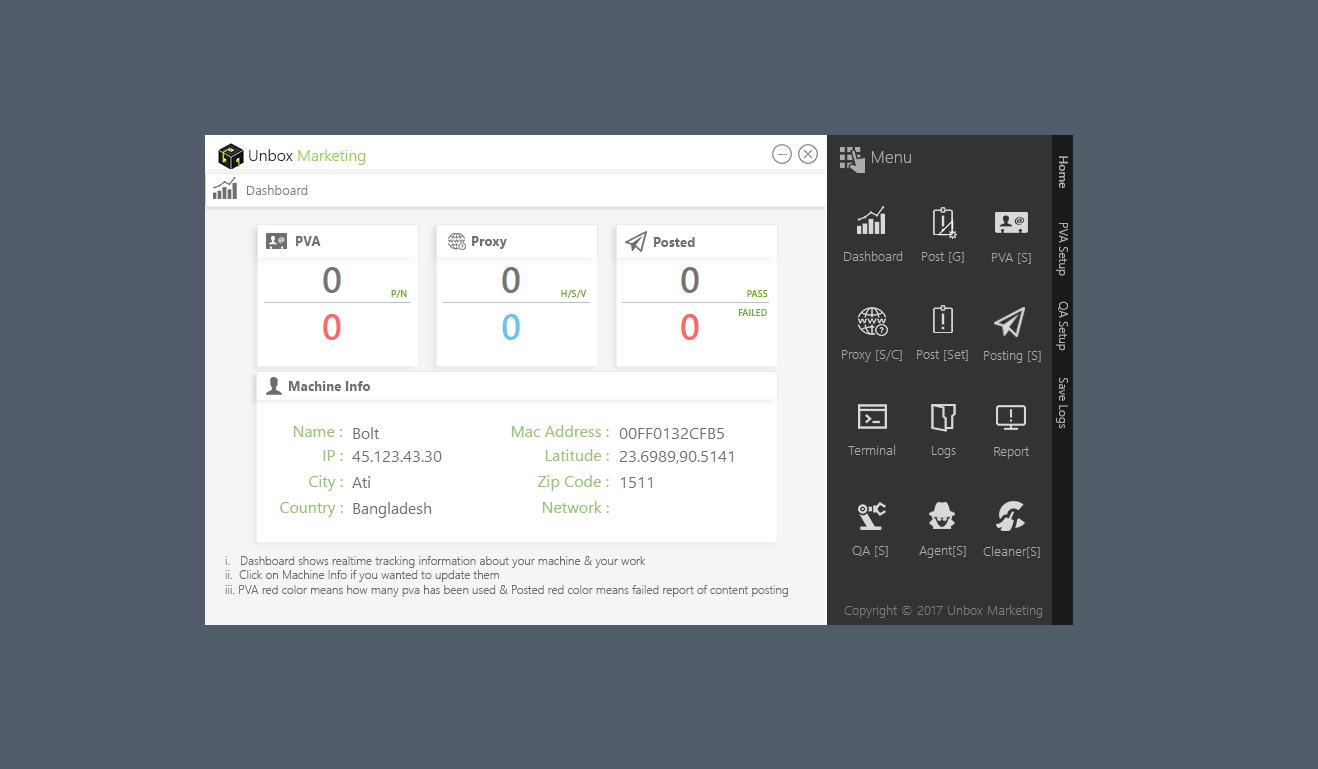 Unbox Marketing
Dashboard
PVA
0
P/N
0
Proxy
0
H/S/V
0
Posted
0
PASS
FAILED
0
Machine Info
Name : Bolt
Mac Address : 00FF0132CFB5
IP : 45.123.43.30
Latitude : 23.6989,90.5141
City : Ati
Zip Code : 1511
Country : Bangladesh
Network :
i. Dashboard shows realtime tracking information about your machine & your work
ii. Click on Machine Info if you wanted to update them
iii. PVA red color means how many pva has been used & Posted red color means failed report of content posting
Menu
Dashboard
Post [G]
PVA [S]
Proxy [S/C]
Post [Set]
Posting [S]
Terminal
Logs
Report
QA [S]
Agent[S]
Cleaner[S]
Copyright © 2017 Unbox Marketing
Home
PVA Setup
QA Setup
Save Logs